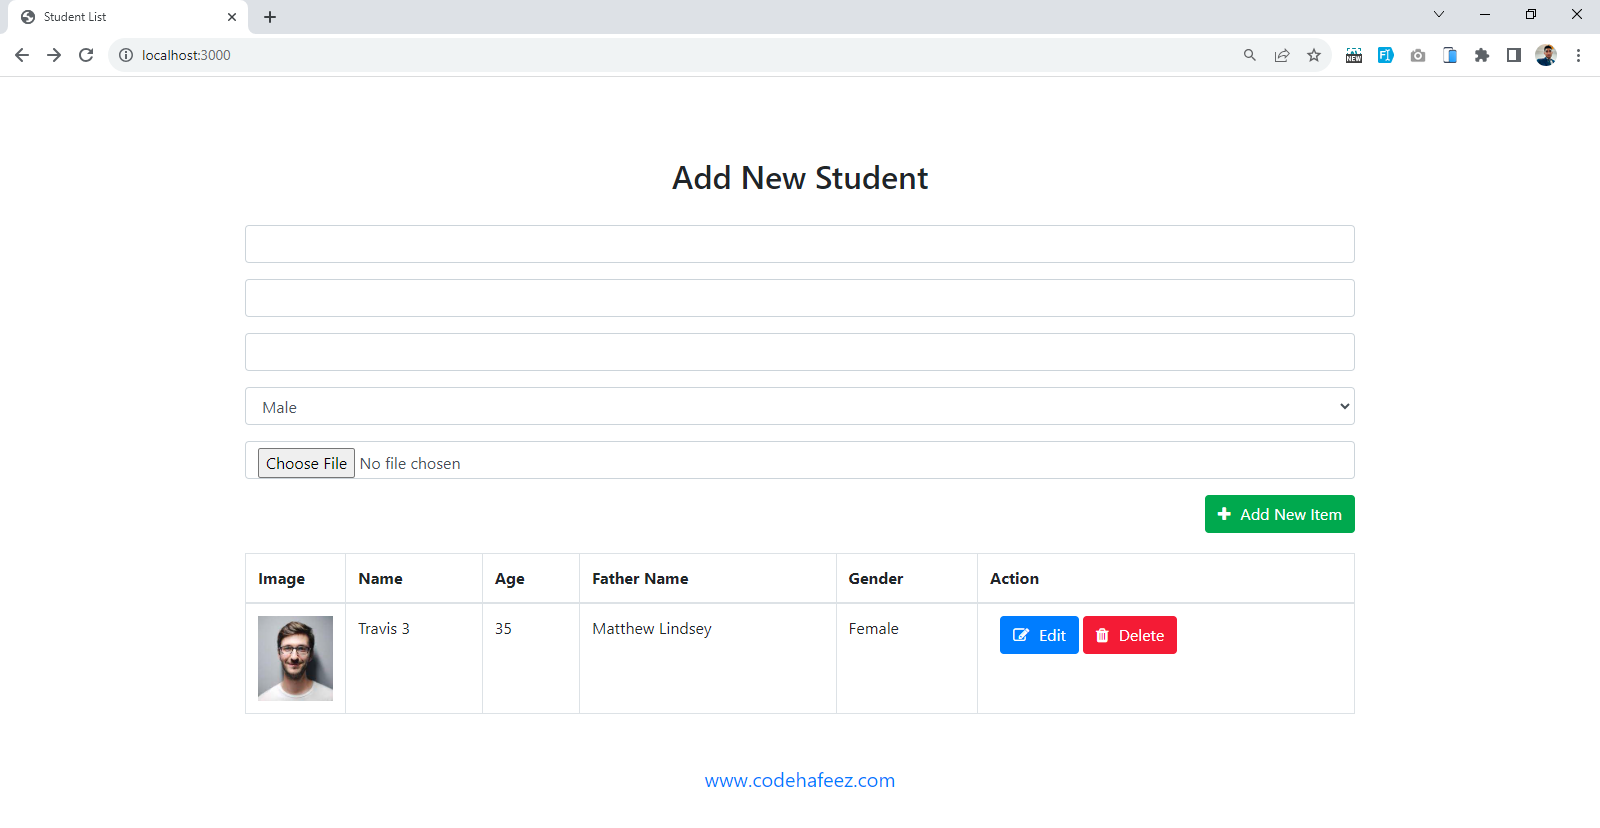 Student List
localhost:3000
NEW
Add New Student
Male
Choose File No file chosen
Add New Item
Image Name Age Father Name Gender Action
Travis 3 35 Matthew Lindsey Female Edit Delete
www.codehafeez.com